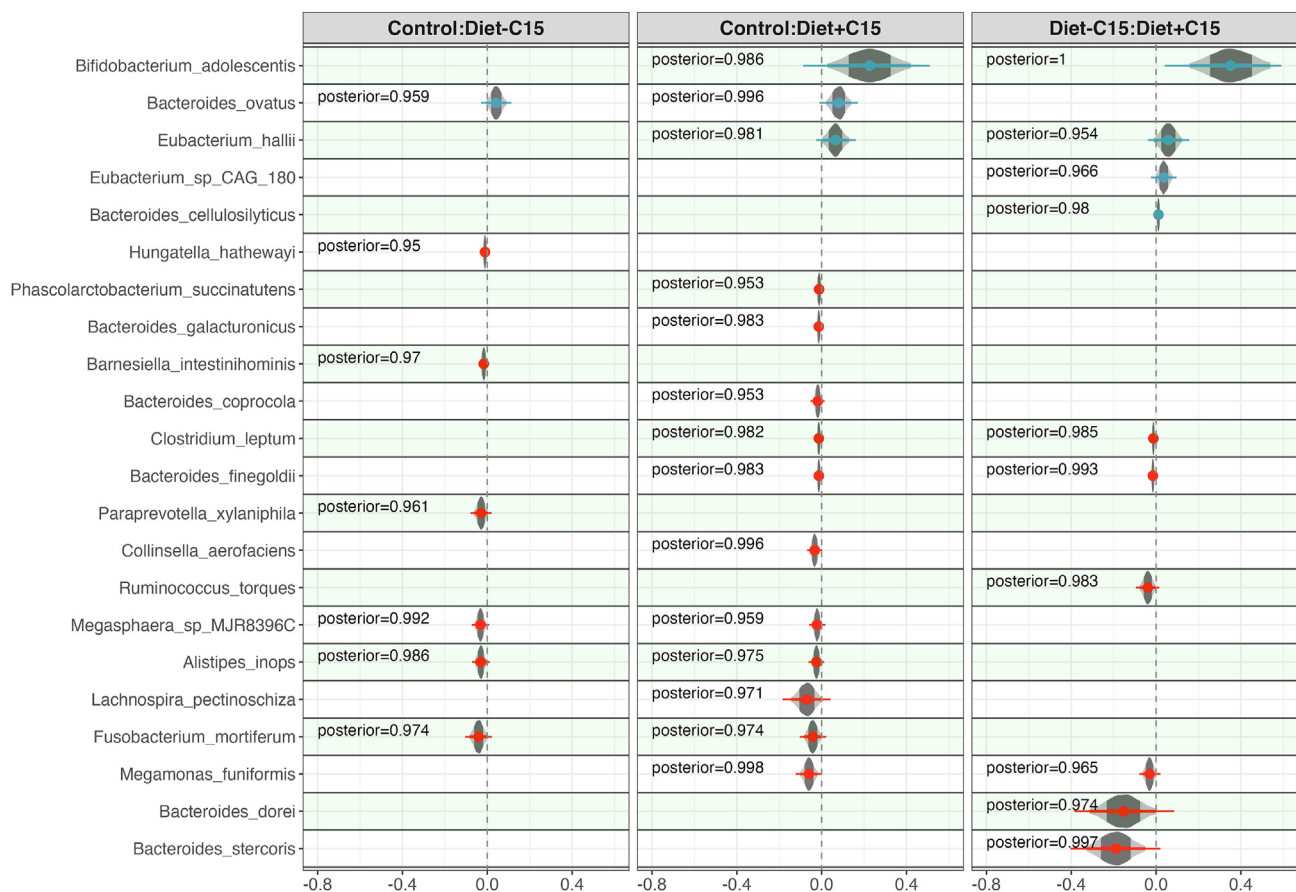 Control:Diet-C15 Control:Diet+C15 Diet-C15:Diet+C15
Bifidobacterium_adolescentis posterior=0.986 posterior=1
Bacteroides_ovatus posterior=0.959 posterior=0.996
Eubacterium_hallii posterior=0.981 posterior=0.954
Eubacterium_sp_CAG_180 posterior=0.966
Bacteroides_cellulosilyticus posterior=0.98
Hungatella_hathewayi posterior=0.95
Phascolarctobacterium_succinatutens posterior=0.953
Bacteroides_galacturonicus posterior=0.983
Barnesiella_intestinihominis posterior=0.97
Bacteroides_coprocola posterior=0.953
Clostridium_leptum posterior=0.982 posterior=0.985
Bacteroides_finegoldii posterior=0.983 posterior=0.993
Paraprevotella_xylaniphila posterior=0.961
Collinsella_aerofaciens posterior=0.996
Ruminococcus_torques posterior=0.983
Megasphaera_sp_MJR8396C posterior=0.992 posterior=0.959
Alistipes_inops posterior=0.986 posterior=0.975
Lachnospira_pectinoschiza posterior=0.971
Fusobacterium_mortiferum posterior=0.974 posterior=0.974
Megamonas_funiformis posterior=0.998 posterior=0.965
Bacteroides_dorei posterior=0.974
Bacteroides_stercoris posterior=0.997
-0.8 -0.4 0.0 0.4 -0.8 -0.4 0.0 0.4 -0.8 -0.4 0.0 0.4